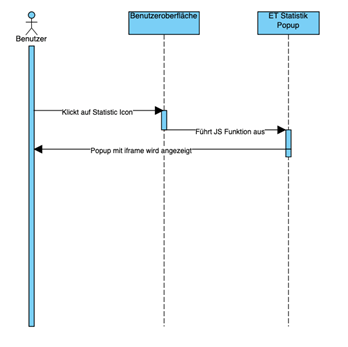 Benutzer
Benutzeroberfläche
ET Statistik
Popup
Klickt auf Statistic Icon
Führt JS Funktion aus
Popup mit iframe wird angezeigt